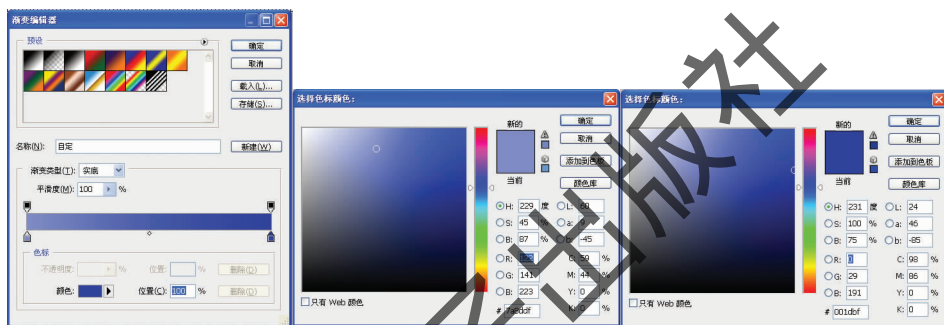 渐变编辑器
预设
确定
取消
载入(L)...
存储(S)...
名称(N): 自定
新建(W)
渐变类型(T): 实底
平滑度(M): 100 %
色标
不透明度: %
位置: %
删除(D)
颜色:
位置(C): 100 %
删除(D)
选择色标颜色:
新的
当前
确定
取消
添加到色板
颜色库
H: 229 度
L: 60
S: 45 %
a:
B: 87 %
b: -45
R:
C: 59 %
G: 141
M: 44 %
B: 223
Y: 0 %
K: 0 %
只有 Web 颜色
#
选择色标颜色:
新的
当前
确定
取消
添加到色板
颜色库
H: 231 度
L: 24
S: 100 %
a: 46
B: 75 %
b: -85
R: 0
C: 98 %
G: 29
M: 86 %
B: 191
Y: 0 %
# 001dbf
K: 0 %
只有 Web 颜色
出版社